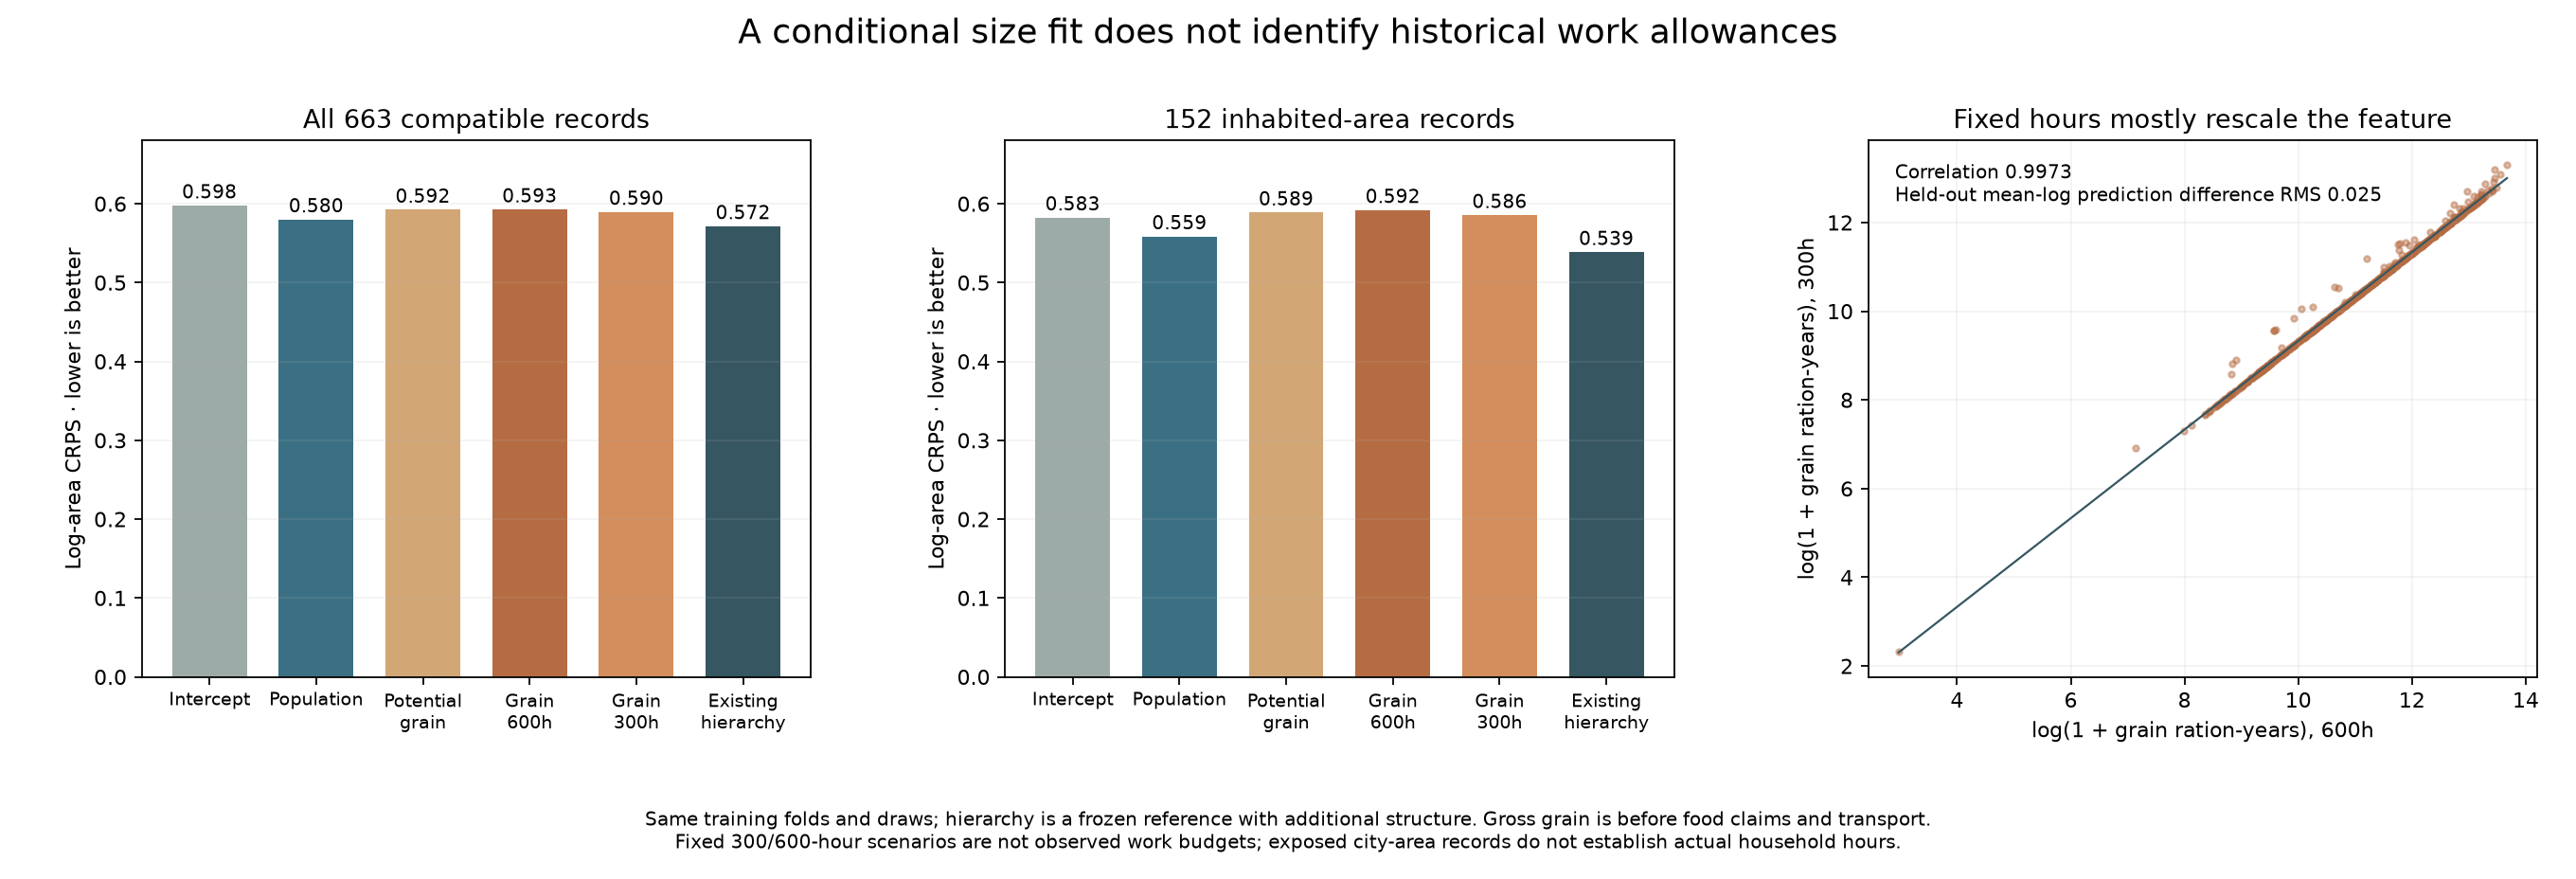 A conditional size fit does not identify historical work allowances
All 663 compatible records
Log-area CRPS · lower is better
0.0
0.1
0.2
0.3
0.4
0.5
0.6
0.598
0.580
0.592
0.593
0.590
0.572
Intercept
Population
Potential
grain
Grain
600h
Grain
300h
Existing
hierarchy
152 inhabited-area records
Log-area CRPS · lower is better
0.0
0.1
0.2
0.3
0.4
0.5
0.6
0.583
0.559
0.589
0.592
0.586
0.539
Intercept
Population
Potential
grain
Grain
600h
Grain
300h
Existing
hierarchy
Fixed hours mostly rescale the feature
Correlation 0.9973
Held-out mean-log prediction difference RMS 0.025
log(1 + grain ration-years), 300h
2
4
6
8
10
12
4
6
8
10
12
14
log(1 + grain ration-years), 600h
Same training folds and draws; hierarchy is a frozen reference with additional structure. Gross grain is before food claims and transport.
Fixed 300/600-hour scenarios are not observed work budgets; exposed city-area records do not establish actual household hours.